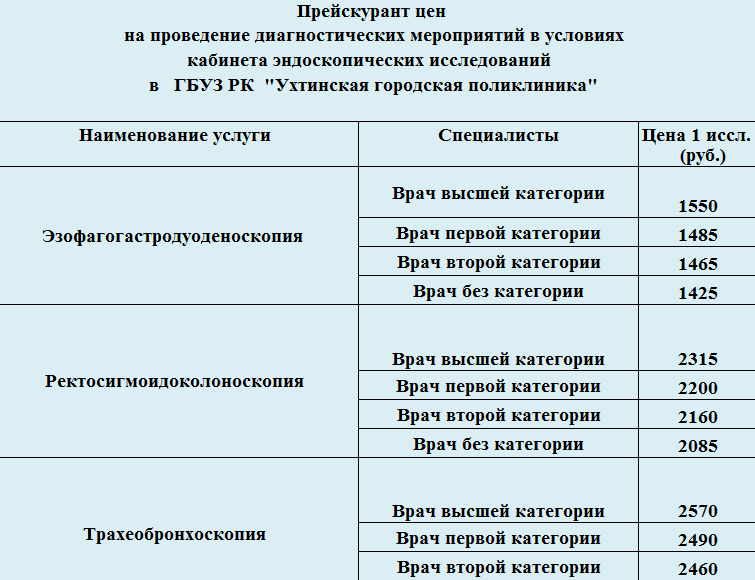 Прейскурант цен
на проведение диагностических мероприятий в условиях
кабинета эндоскопических исследований
в ГБУЗ РК "Ухтинская городская поликлиника"
Наименование услуги Специалисты Цена 1 иссл.
(руб.)
Врач высшей категории 1550
Эзофагогастродуоденоскопия Врач первой категории 1485
Врач второй категории 1465
Врач без категории 1425
Врач высшей категории 2315
Ректосигмоидоколоноскопия Врач первой категории 2200
Врач второй категории 2160
Врач без категории 2085
Врач высшей категории 2570
Трахеобронхоскопия Врач первой категории 2490
Врач второй категории 2460